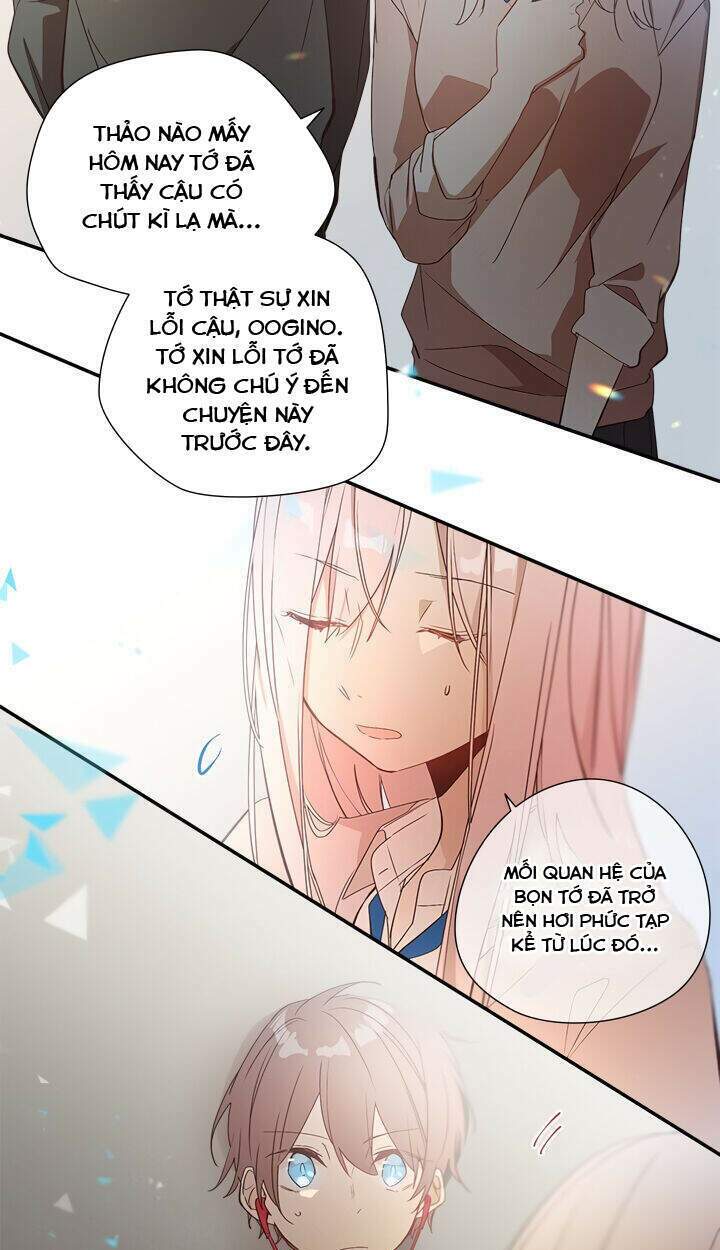 THẢO NÀO MẤY
HÔM NAY TỚ ĐÃ
THẤY CẬU CÓ
CHÚT KÌ LẠ MÀ...
TỚ THẬT SỰ XIN
LỖI CẬU, OOGINO.
TỚ XIN LỖI TỚ ĐÃ
KHÔNG CHÚ Ý ĐẾN
CHUYỆN NÀY
TRƯỚC ĐÂY.
MỐI QUAN HỆ CỦA
BỌN TỚ ĐÃ TRỞ
NÊN HƠI PHỨC TẠP
KỂ TỪ LÚC ĐÓ...